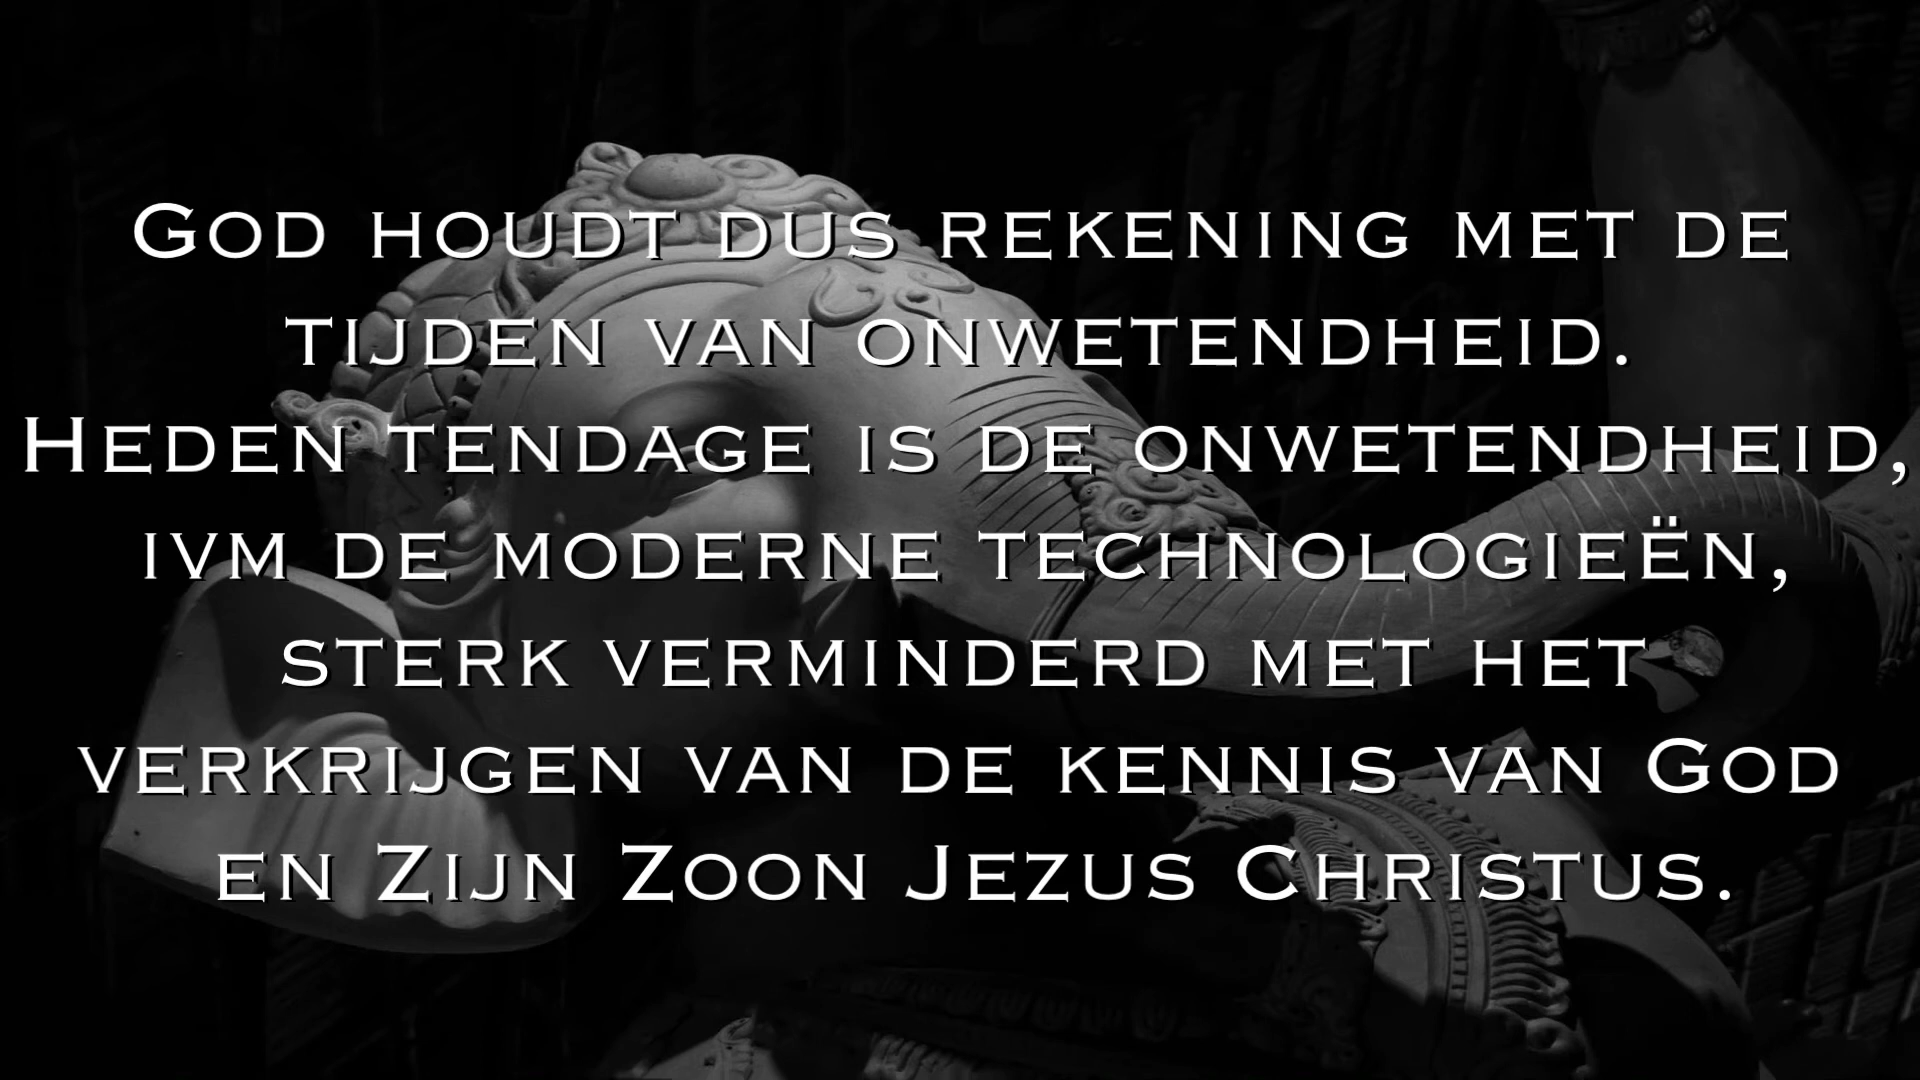 God houdt dus rekening met de
tijden van onwetendheid.
Heden tendage is de onwetendheid,
ivm de moderne technologieën,
sterk verminderd met het
verkrijgen van de kennis van God
en Zijn Zoon Jezus Christus.